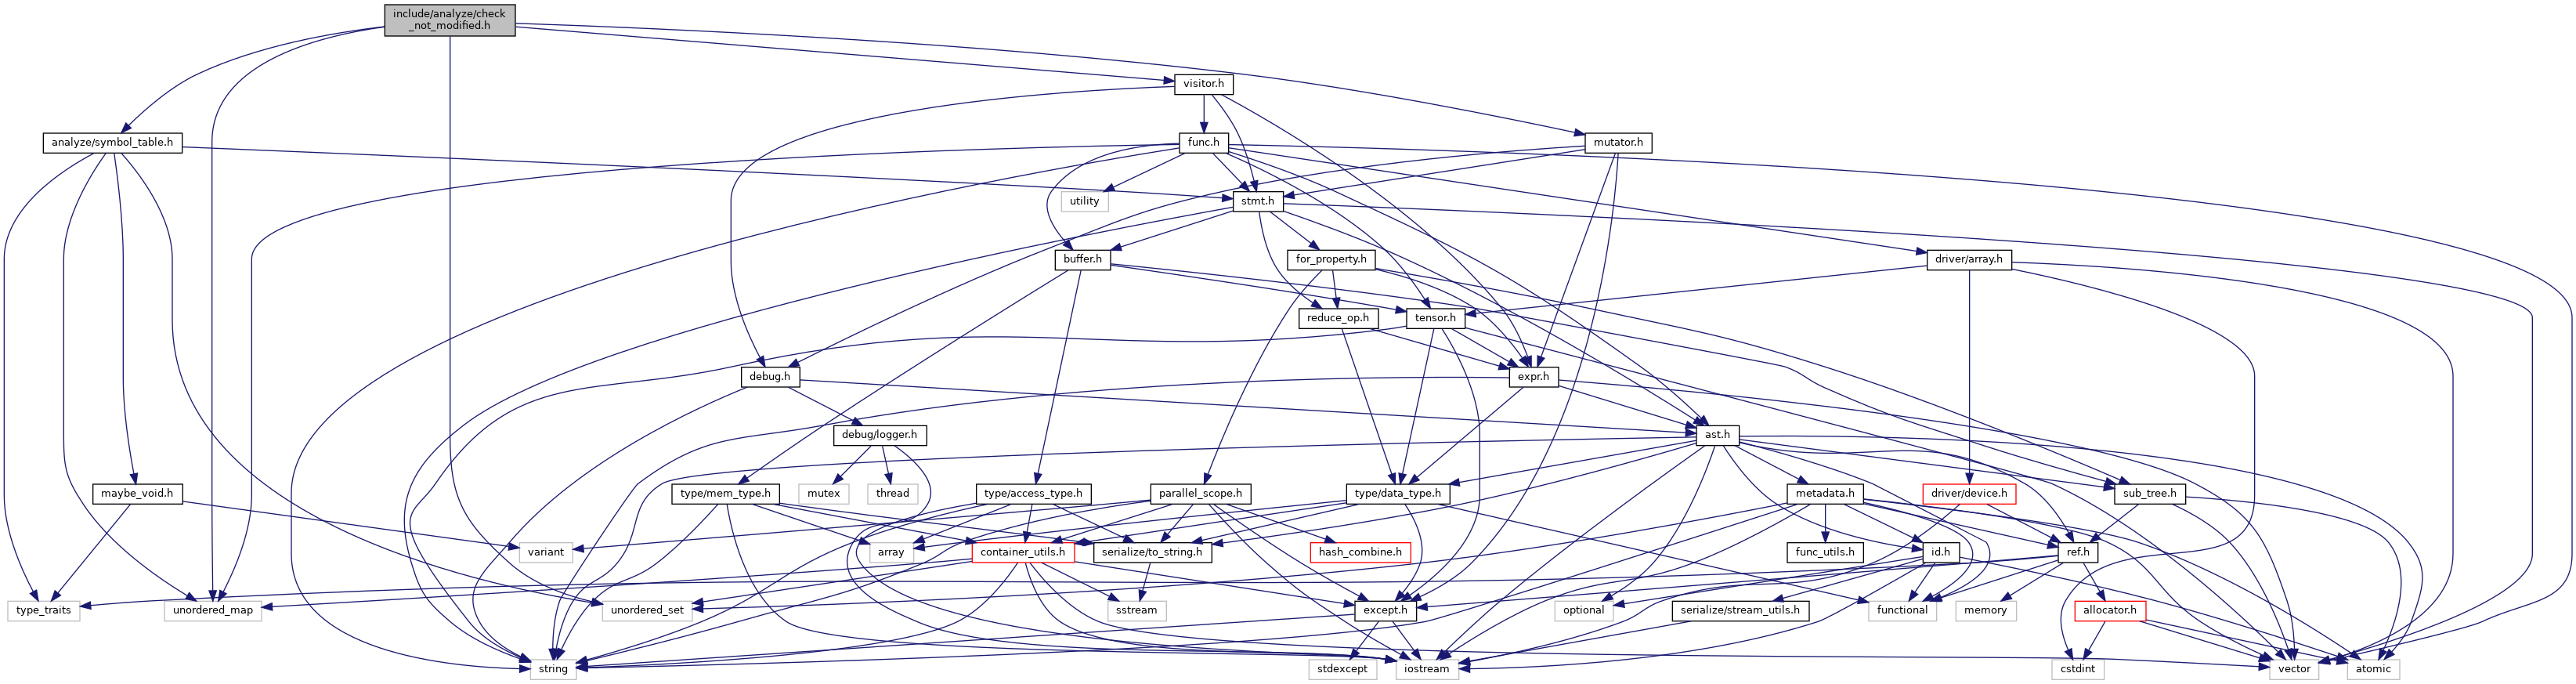 include/analyze/check
_not_modified.h
visitor.h
analyze/symbol_table.h
func.h
mutator.h
utility
stmt.h
buffer.h
for_property.h
driver/array.h
reduce_op.h
tensor.h
debug.h
expr.h
debug/logger.h
ast.h
maybe_void.h
type/mem_type.h
mutex
thread
type/access_type.h
parallel_scope.h
type/data_type.h
metadata.h
driver/device.h
sub_tree.h
variant
array
container_utils.h
serialize/to_string.h
hash_combine.h
func_utils.h
id.h
ref.h
type_traits
unordered_map
unordered_set
sstream
except.h
optional
serialize/stream_utils.h
functional
memory
allocator.h
string
stdexcept
iostream
cstdint
vector
atomic